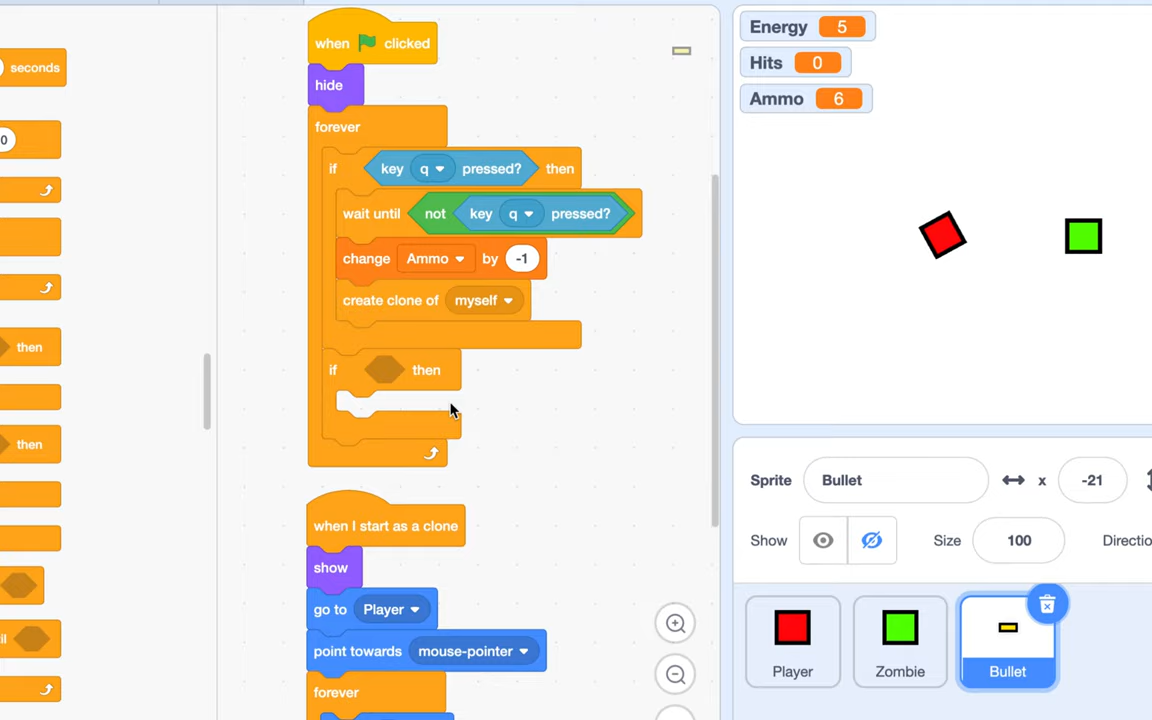 seconds
0
then
then
il
when clicked
hide
forever
if key q pressed? then
wait until not key q pressed?
change Ammo by -1
create clone of myself
if then
when I start as a clone
show
go to Player
point towards mouse-pointer
forever
Energy 5
Hits 0
Ammo 6
Sprite Bullet x -21
Show Size 100 Directio
Player Zombie Bullet